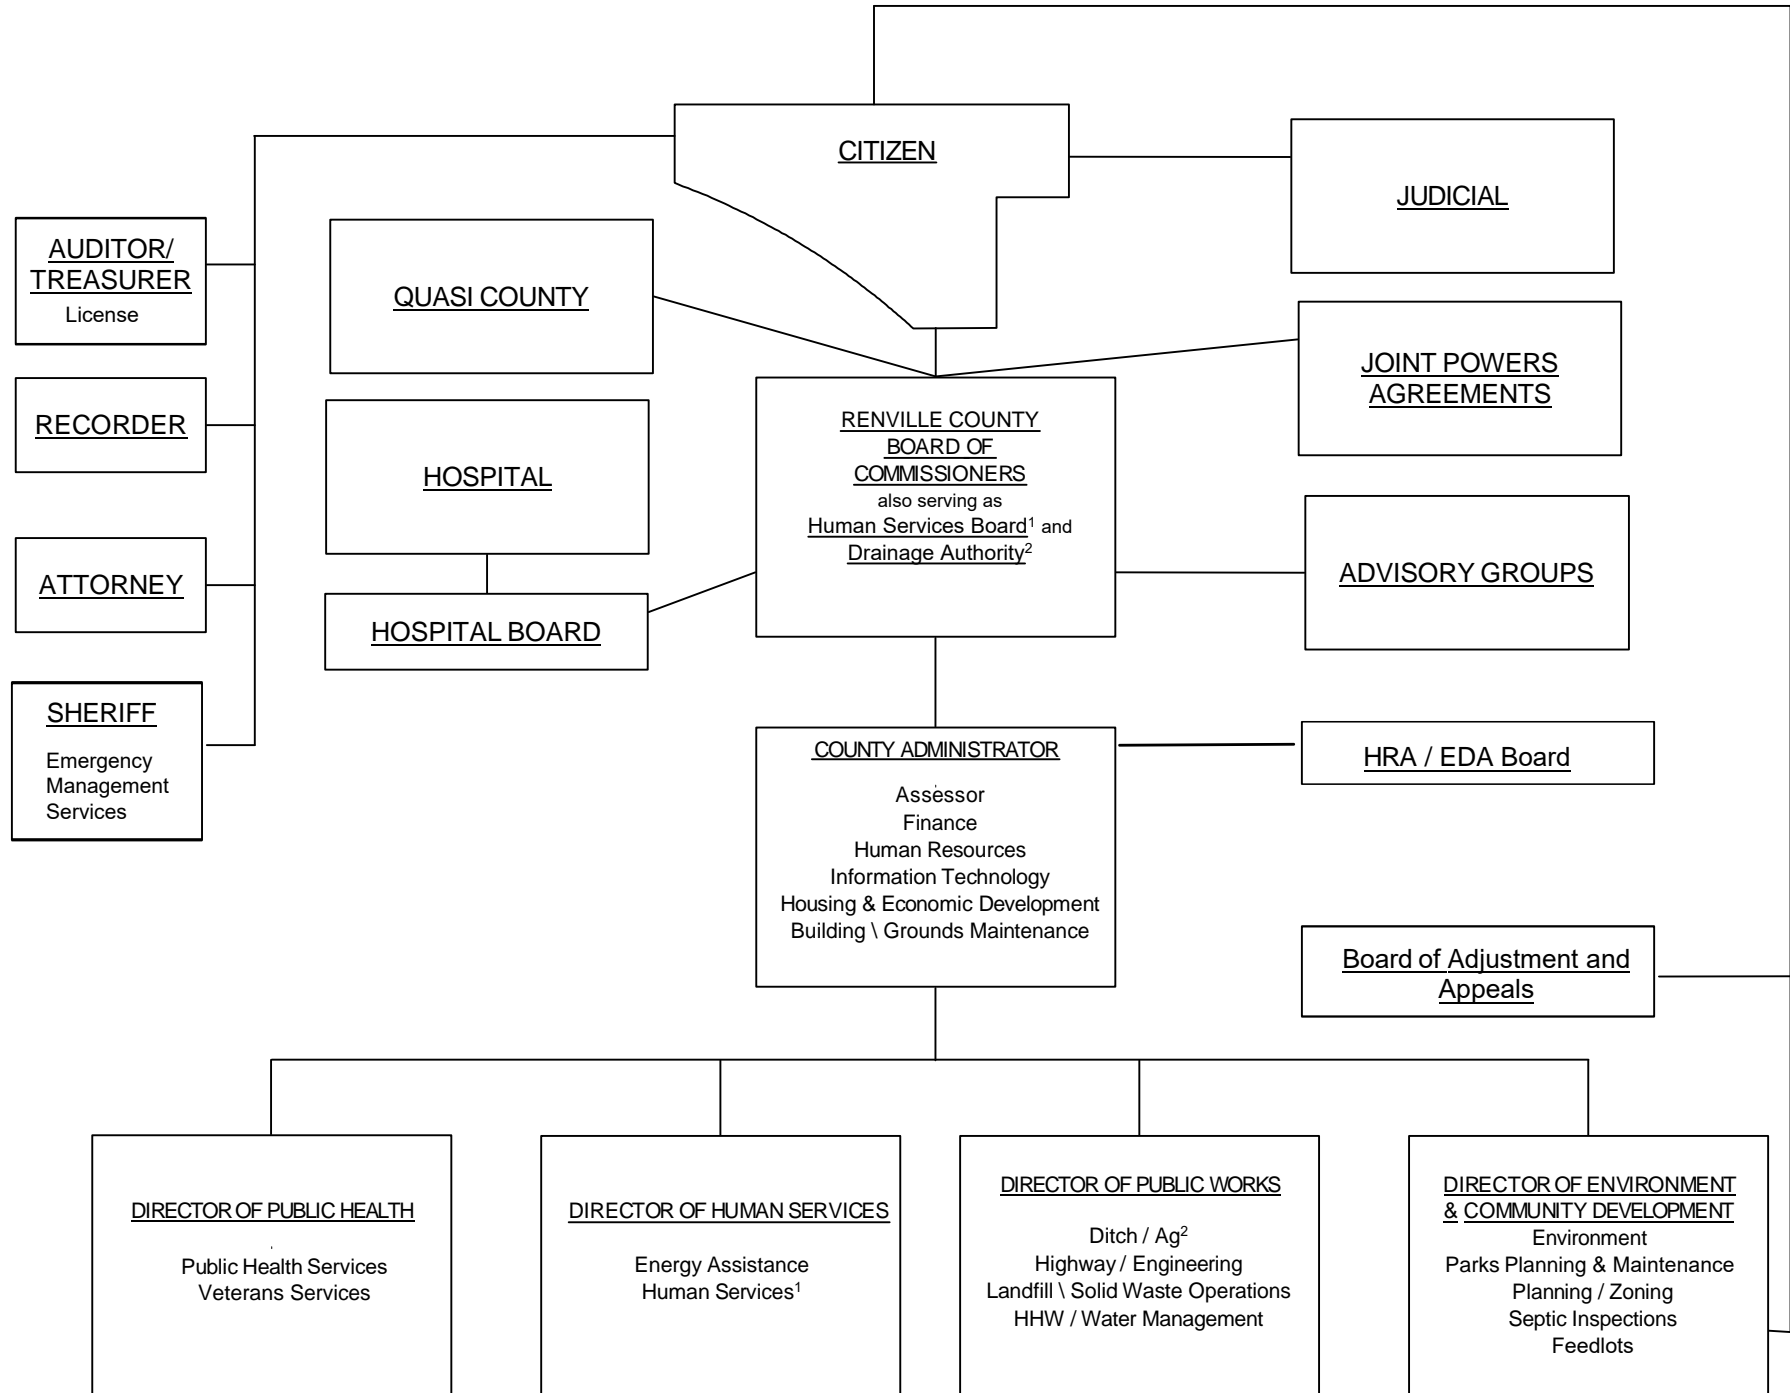 CITIZEN
JUDICIAL
AUDITOR/
TREASURER
License
QUASI COUNTY
JOINT POWERS
AGREEMENTS
RECORDER
HOSPITAL
RENVILLE COUNTY
BOARD OF
COMMISSIONERS
also serving as
Human Services Board¹ and
Drainage Authority²
ATTORNEY
HOSPITAL BOARD
ADVISORY GROUPS
SHERIFF
Emergency
Management
Services
COUNTY ADMINISTRATOR
Assessor
Finance
Human Resources
Information Technology
Housing & Economic Development
Building \ Grounds Maintenance
HRA / EDA Board
Board of Adjustment and
Appeals
DIRECTOR OF PUBLIC HEALTH
Public Health Services
Veterans Services
DIRECTOR OF HUMAN SERVICES
Energy Assistance
Human Services¹
DIRECTOR OF PUBLIC WORKS
Ditch / Ag²
Highway / Engineering
Landfill \ Solid Waste Operations
HHW / Water Management
DIRECTOR OF ENVIRONMENT
& COMMUNITY DEVELOPMENT
Environment
Parks Planning & Maintenance
Planning / Zoning
Septic Inspections
Feedlots